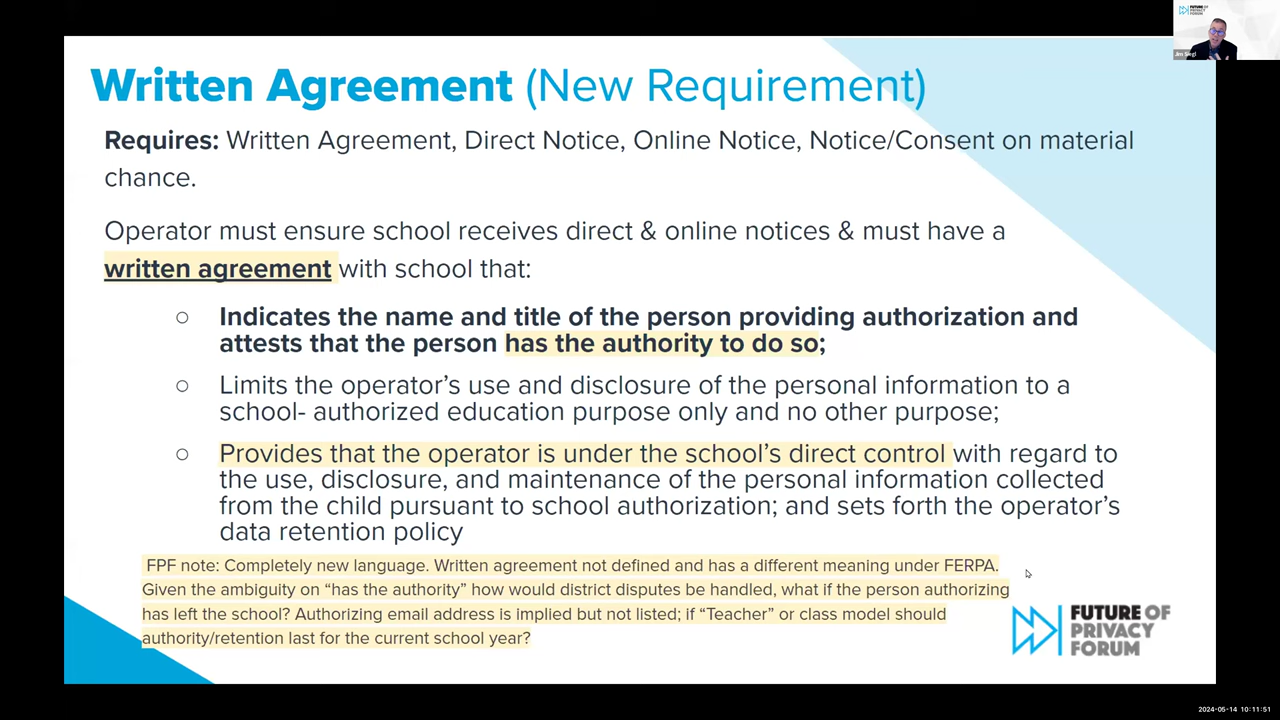 FUTURE OF
PRIVACY
FORUM
Jim Siegl
Written Agreement (New Requirement)
Requires: Written Agreement, Direct Notice, Online Notice, Notice/Consent on material
chance.
Operator must ensure school receives direct & online notices & must have a
written agreement with school that:
○ Indicates the name and title of the person providing authorization and
attests that the person has the authority to do so;
○ Limits the operator’s use and disclosure of the personal information to a
school- authorized education purpose only and no other purpose;
○ Provides that the operator is under the school’s direct control with regard to
the use, disclosure, and maintenance of the personal information collected
from the child pursuant to school authorization; and sets forth the operator’s
data retention policy
FPF note: Completely new language. Written agreement not defined and has a different meaning under FERPA.
Given the ambiguity on “has the authority” how would district disputes be handled, what if the person authorizing
has left the school? Authorizing email address is implied but not listed; if “Teacher” or class model should
authority/retention last for the current school year?
FUTURE OF
PRIVACY
FORUM
2024-05-14 10:11:51